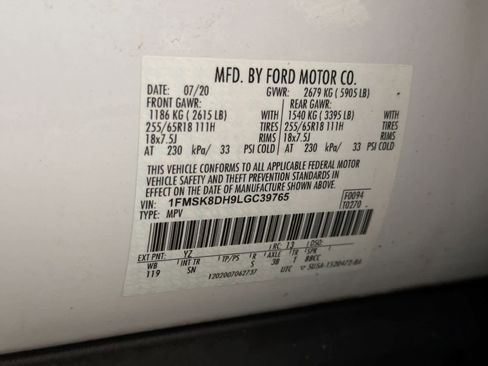 MFD. BY FORD MOTOR CO.
DATE: 07/20 GVWR: 2679 KG ( 5905 LB)
FRONT GAWR: REAR GAWR:
1186 KG ( 2615 LB) WITH 1540 KG ( 3395 LB) WITH
255/65R18 111H TIRES 255/65R18 111H TIRES
18x7.5J RIMS 18x7.5J RIMS
AT 230 kPa/ 33 PSI COLD AT 230 kPa/ 33 PSI COLD
THIS VEHICLE CONFORMS TO ALL APPLICABLE FEDERAL MOTOR
VEHICLE SAFETY AND THEFT PREVENTION STANDARDS IN
EFFECT ON THE DATE OF MANUFACTURE SHOWN ABOVE.
VIN: 1FMSK8DH9LGC39765 F0094
TYPE: MPV T0270
EXT PNT: YZ RC: 13 DSO:
WB INT TR TP/PS R AXLE TR SPR
119 SN S 3B T BBCC
1202007062737 UTC